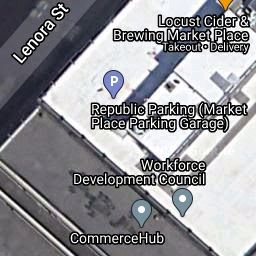 Lenora St
Locust Cider &
Brewing Market Place
Takeout • Delivery
P
Republic Parking (Market
Place Parking Garage)
Workforce
Development Council
CommerceHub